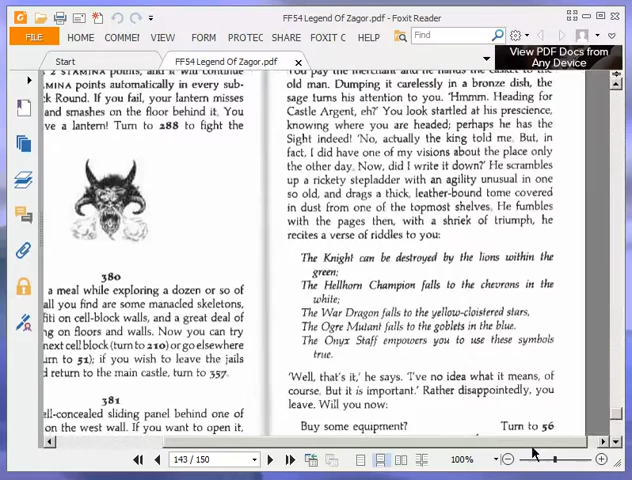 FF54 Legend Of Zagor.pdf - Foxit Reader
FILE HOME COMMEI VIEW FORM PROTEC SHARE FOXIT C HELP Find
View PDF Docs from
Any Device
Start FF54 Legend Of Zagor.pdf
2 STAMINA points, and it will continue
MINA points automatically in every sub-
k Round. If you fail, your lantern misses
and smashes on the floor behind it. You
ve a lantern! Turn to 288 to fight the
380
a meal while exploring a dozen or so of
all you find are some manacled skeletons,
fiti on cell-block walls, and a great deal of
ng on floors and walls. Now you can try
next cell block (turn to 210) or go elsewhere
urn to 51); if you wish to leave the jails
d return to the main castle, turn to 357.
381
ell-concealed sliding panel behind one of
on the west wall. If you want to open it,
You pay the merchant and he hands the casket to the
old man. Dumping it carelessly in a bronze dish, the
sage turns his attention to you. 'Hmmm. Heading for
Castle Argent, eh?' You look startled at his prescience,
knowing where you are headed; perhaps he has the
Sight indeed! 'No, actually the king told me. But, in
fact, I did have one of my visions about the place only
the other day. Now, did I write it down?' He scrambles
up a rickety stepladder with an agility unusual in one
so old, and drags a thick, leather-bound tome covered
in dust from one of the topmost shelves. He fumbles
with the pages then, with a shriek of triumph, he
recites a verse of riddles to you:
The Knight can be destroyed by the lions within the
green;
The Hellhorn Champion falls to the chevrons in the
white;
The War Dragon falls to the yellow-cloistered stars,
The Ogre Mutant falls to the goblets in the blue.
The Onyx Staff empowers you to use these symbols
true.
'Well, that's it,' he says. 'I've no idea what it means, of
course. But it is important.' Rather disappointedly, you
leave. Will you now:
Buy some equipment? Turn to 56
143 / 150 100%